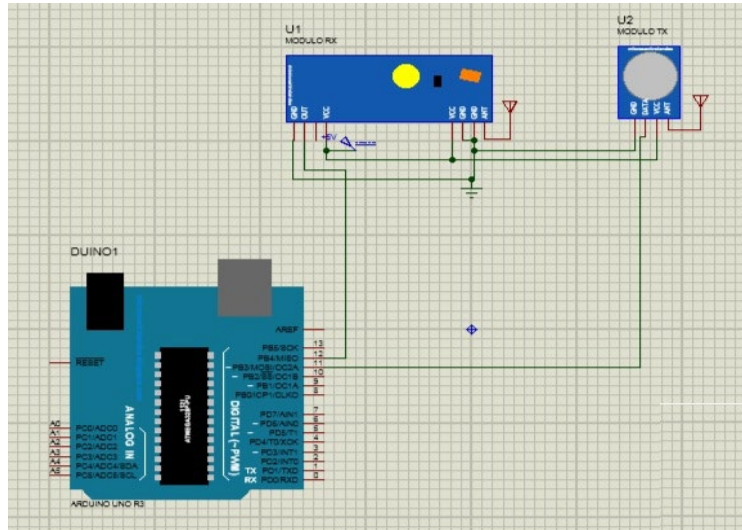 U1
MODULO RX
GND
OUT
VCC
VCC
GND
GND
ANT
+5V
U2
MODULO TX
GND
DATA
VCC
ANT
DUINO1
AREF
RESET
PB5/SCK 13
PB4/MISO 12
PB3/MOSI/OC2A 11
PB2/SS/OC1B 10
PB1/OC1A 9
PB0/ICP1/CLKO 8
PD7/AIN1 7
PD6/AIN0 6
PD5/T1 5
PD4/T0/XCK 4
PD3/INT1 3
PD2/INT0 2
TX PD1/TXD 1
RX PD0/RXD 0
DIGITAL (~PWM)
ANALOG IN
ATMEGA328P-PU
A0 PC0/ADC0
A1 PC1/ADC1
A2 PC2/ADC2
A3 PC3/ADC3
A4 PC4/ADC4/SDA
A5 PC5/ADC5/SCL
ARDUINO UNO R3